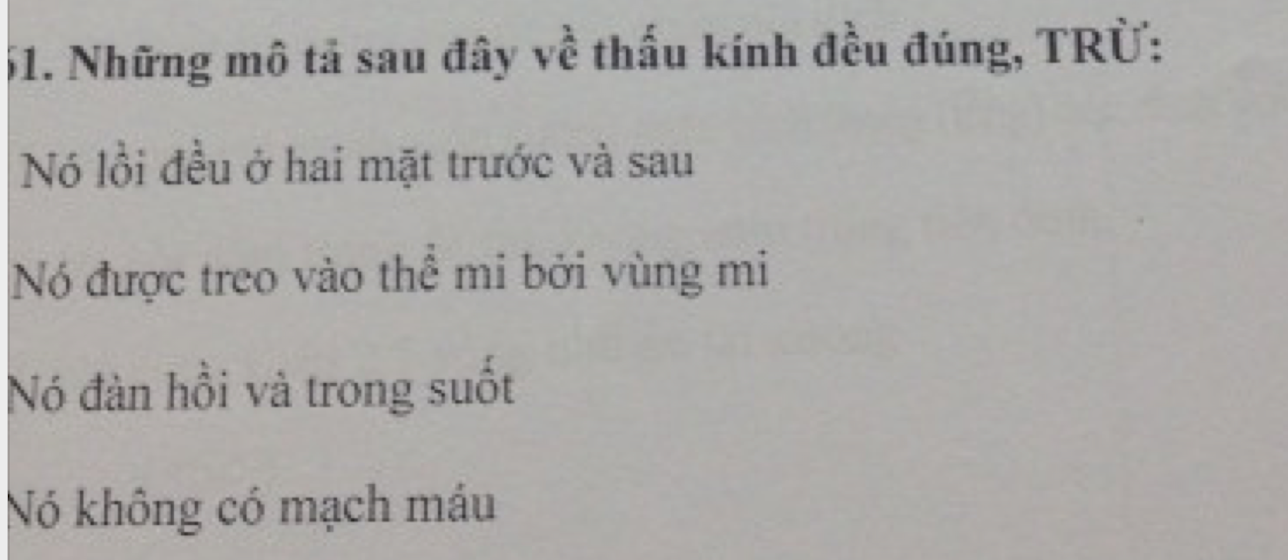 51. Những mô tả sau đây về thấu kính đều đúng, TRỪ:
Nó lồi đều ở hai mặt trước và sau
Nó được treo vào thể mi bởi vùng mi
Nó đàn hồi và trong suốt
Nó không có mạch máu